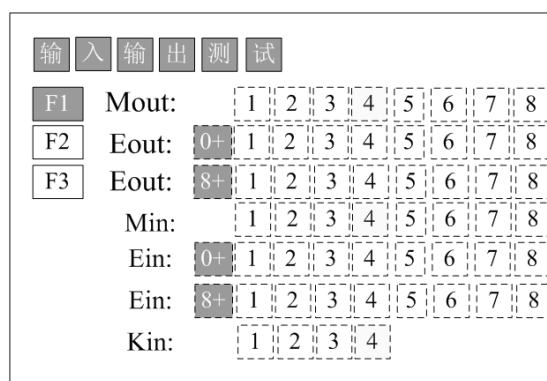 输入输出测试
F1 Mout: 1 2 3 4 5 6 7 8
F2 Eout: 0+ 1 2 3 4 5 6 7 8
F3 Eout: 8+ 1 2 3 4 5 6 7 8
Min: 1 2 3 4 5 6 7 8
Ein: 0+ 1 2 3 4 5 6 7 8
Ein: 8+ 1 2 3 4 5 6 7 8
Kin: 1 2 3 4